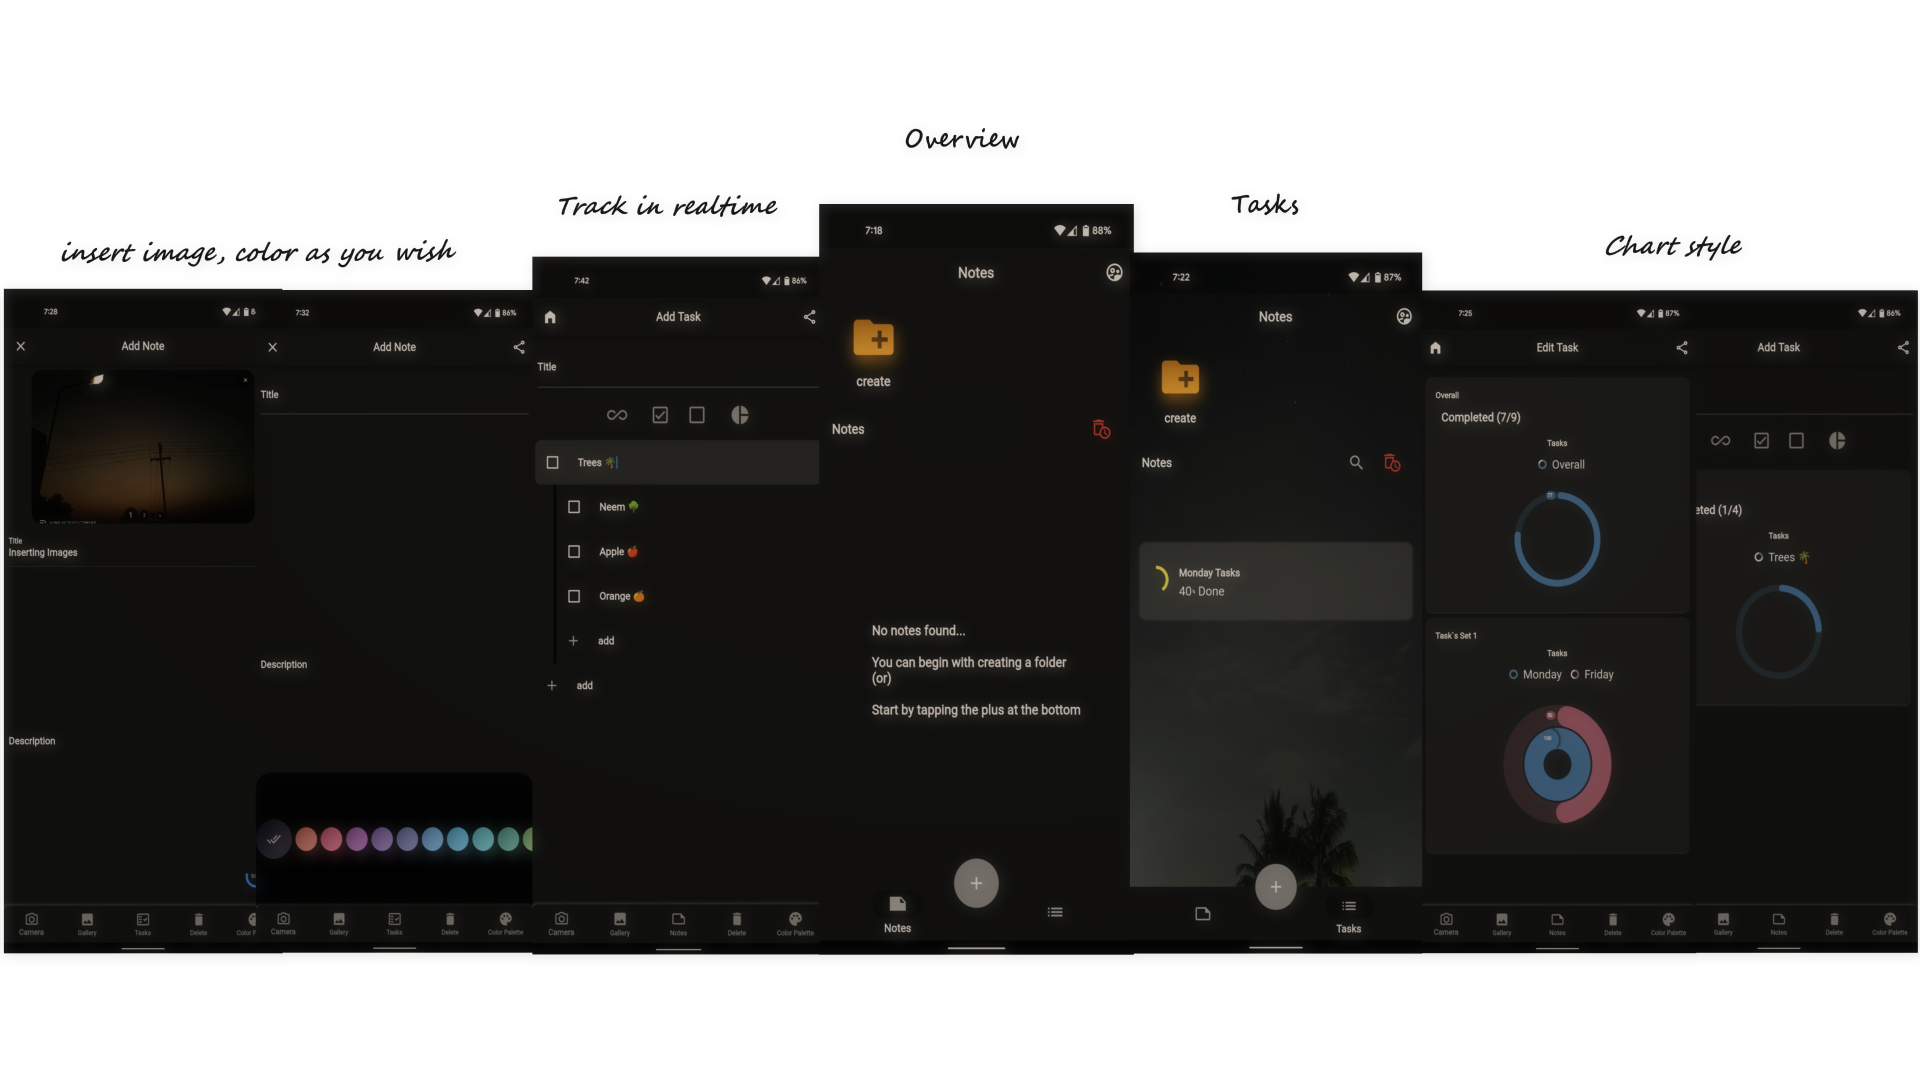 Overview
Track in realtime
Tasks
insert image, color as you wish
Chart style
7:28
Add Note
Title
Inserting Images
Description
Camera
Gallery
Tasks
Delete
Color P
7:32
86%
Add Note
Title
Description
Camera
Gallery
Tasks
Delete
Color Palette
7:42
86%
Add Task
Title
Trees 🌴
Neem 🌳
Apple 🍎
Orange 🍊
+ add
+ add
Camera
Gallery
Notes
Delete
Color Palette
7:18
88%
Notes
create
Notes
No notes found...
You can begin with creating a folder
(or)
Start by tapping the plus at the bottom
Notes
7:22
87%
Notes
create
Notes
Monday Tasks
40% Done
Tasks
7:25
87%
Edit Task
Overall
Completed (7/9)
Tasks
Overall
Task's Set 1
Tasks
Monday
Friday
Camera
Gallery
Notes
Delete
Color Palette
86%
Add Task
eted (1/4)
Tasks
Trees 🌴
Gallery
Notes
Delete
Color Palette